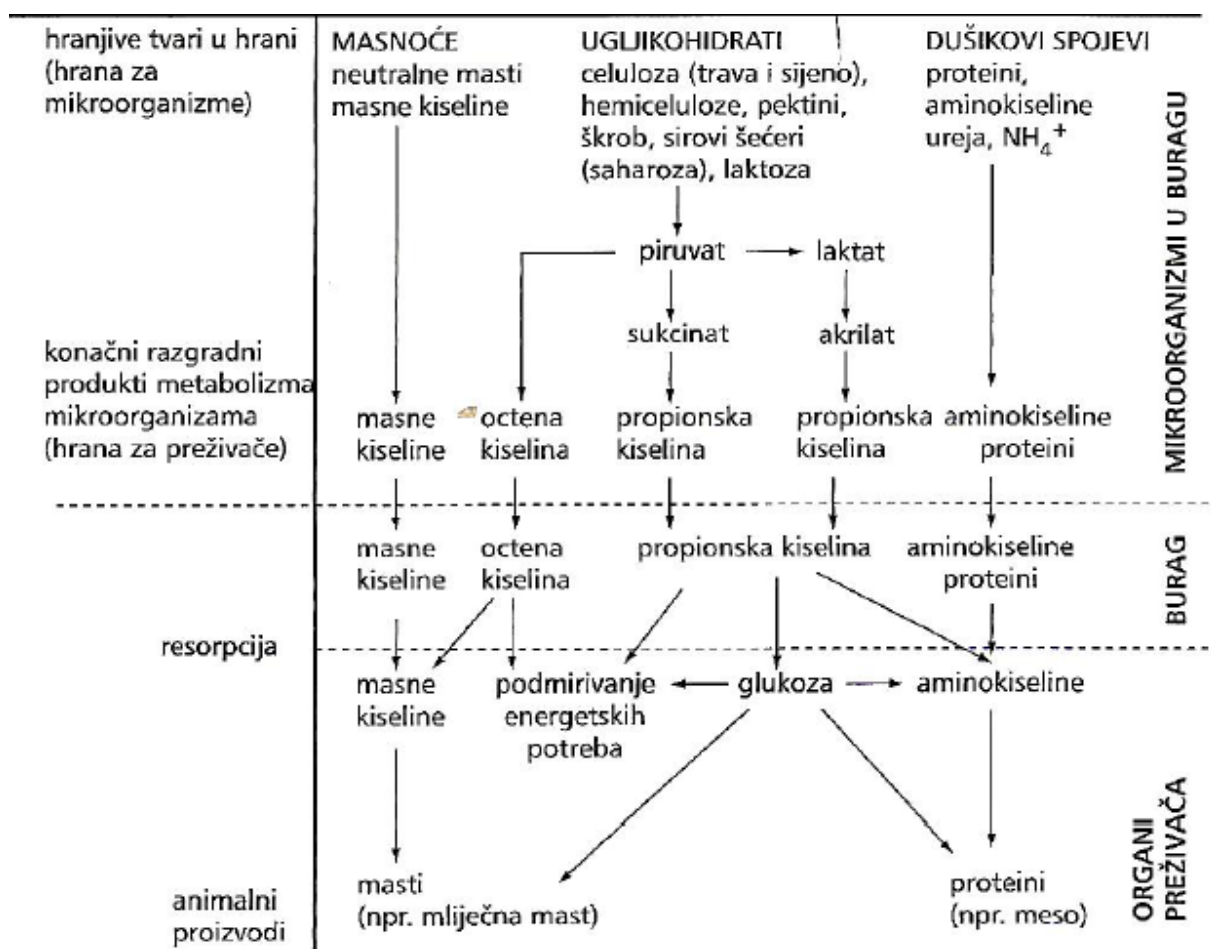 hranjive tvari u hrani
(hrana za
mikroorganizme)
MASNOĆE
neutralne masti
masne kiseline
UGLJIKOHIDRATI
celuloza (trava i sijeno),
hemiceluloze, pektini,
škrob, sirovi šećeri
(saharoza), laktoza
DUŠIKOVI SPOJEVI
proteini,
aminokiseline
ureja, NH₄⁺
MIKROORGANIZMI U BURAGU
piruvat
laktat
sukcinat
akrilat
konačni razgradni
produkti metabolizma
mikroorganizama
(hrana za preživače)
masne
kiseline
octena
kiselina
propionska
kiselina
propionska
kiselina
aminokiseline
proteini
masne
kiseline
octena
kiselina
propionska kiselina
aminokiseline
proteini
BURAG
resorpcija
masne
kiseline
podmirivanje
energetskih
potreba
glukoza
aminokiseline
animalni
proizvodi
masti
(npr. mliječna mast)
proteini
(npr. meso)
ORGANI
PREŽIVAČA